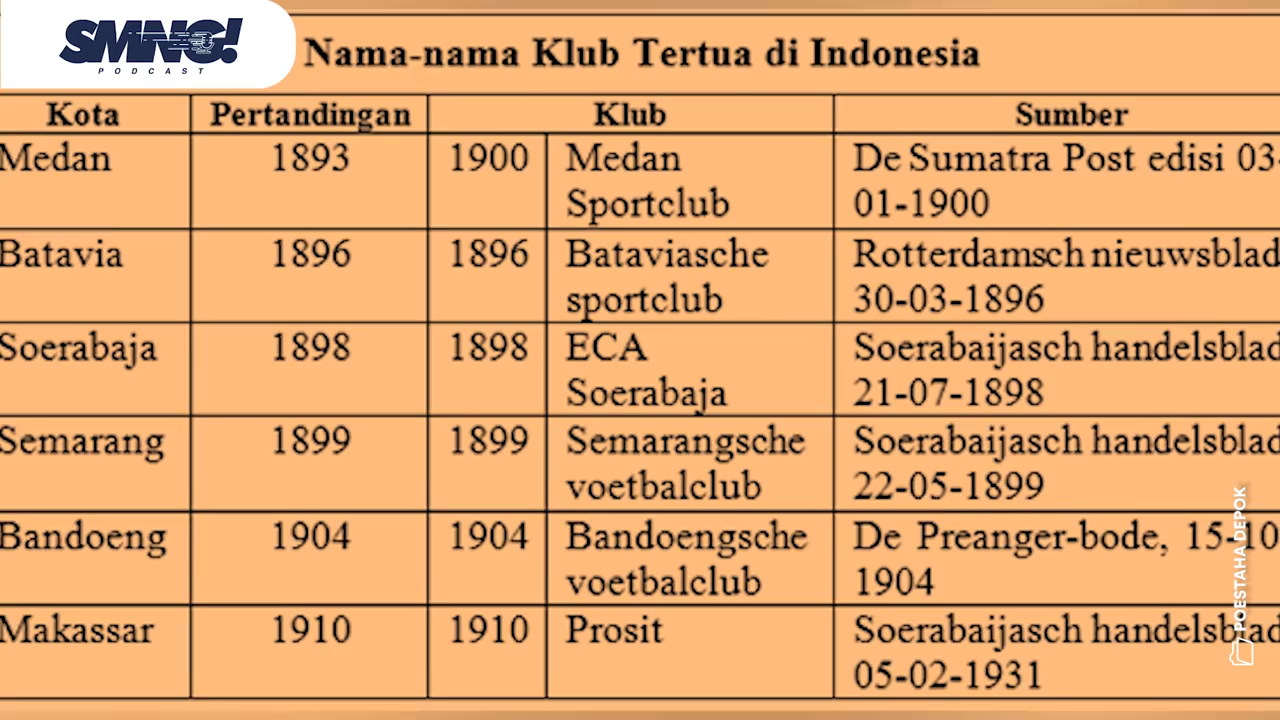 SMNG!
PODCAST
Nama-nama Klub Tertua di Indonesia
Kota Pertandingan Klub Sumber
Medan 1893 1900 Medan De Sumatra Post edisi 03-
Sportclub 01-1900
Batavia 1896 1896 Bataviasche Rotterdamsch nieuwsblad
sportclub 30-03-1896
Soerabaja 1898 1898 ECA Soerabaijasch handelsblad
Soerabaja 21-07-1898
Semarang 1899 1899 Semarangsche Soerabaijasch handelsblad
voetbalclub 22-05-1899
Bandoeng 1904 1904 Bandoengsche De Preanger-bode, 15-10
voetbalclub 1904
Makassar 1910 1910 Prosit Soerabaijasch handelsblad
05-02-1931
POESTAHA DEPOK